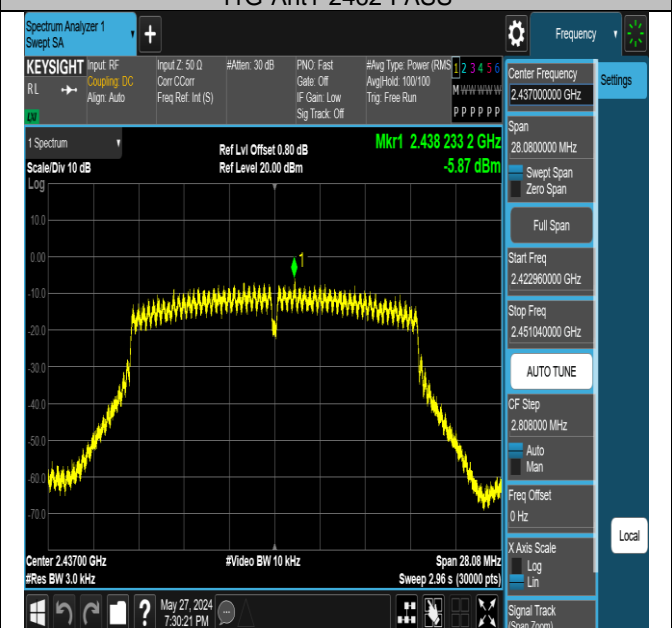 11G-Ant1-2462-PASS
Spectrum Analyzer 1
Swept SA
+
Frequency
KEYSIGHT
RL
LXI
Input: RF
Coupling: DC
Align: Auto
Input Z: 50 Ω
Corr CCorr
Freq Ref: Int (S)
#Atten: 30 dB
PNO: Fast
Gate: Off
IF Gain: Low
Sig Track: Off
#Avg Type: Power (RMS
Avg|Hold: 100/100
Trig: Free Run
1 2 3 4 5 6
M W W W W W
P P P P P P
1 Spectrum
Scale/Div 10 dB
Ref Lvl Offset 0.80 dB
Ref Level 20.00 dBm
Mkr1 2.438 233 2 GHz
-5.87 dBm
Log
10.0
0.00
-10.0
-20.0
-30.0
-40.0
-50.0
-60.0
-70.0
1
Center 2.43700 GHz
#Res BW 3.0 kHz
#Video BW 10 kHz
Span 28.08 MHz
Sweep 2.96 s (30000 pts)
Center Frequency
2.437000000 GHz
Settings
Span
28.0800000 MHz
Swept Span
Zero Span
Full Span
Start Freq
2.422960000 GHz
Stop Freq
2.451040000 GHz
AUTO TUNE
CF Step
2.808000 MHz
Auto
Man
Freq Offset
0 Hz
X Axis Scale
Log
Lin
Local
Signal Track
(Span Zoom)
?
May 27, 2024
7:30:21 PM